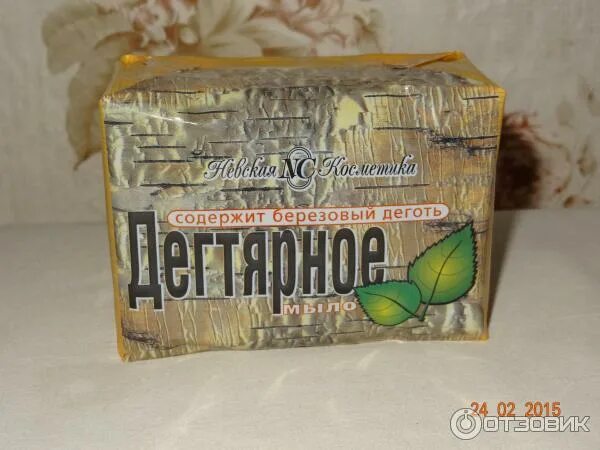 Невская NC Косметика
содержит березовый деготь
Дегтярное
мыло
24 02 2015
ОТЗОВИК